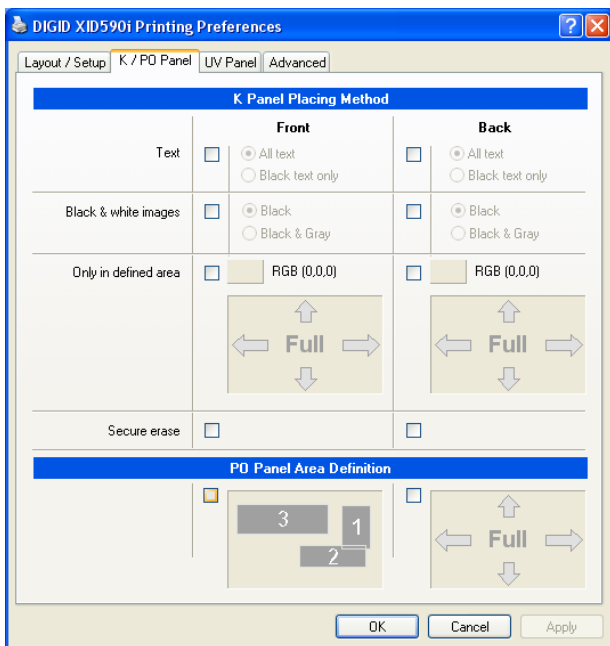 DIGID XID590i Printing Preferences
Layout / Setup K / PO Panel UV Panel Advanced
K Panel Placing Method
Front Back
Text All text All text
Black text only Black text only
Black & white images Black Black
Black & Gray Black & Gray
Only in defined area RGB (0,0,0) RGB (0,0,0)
Full Full
Secure erase
PO Panel Area Definition
3 1 2 Full
OK Cancel Apply